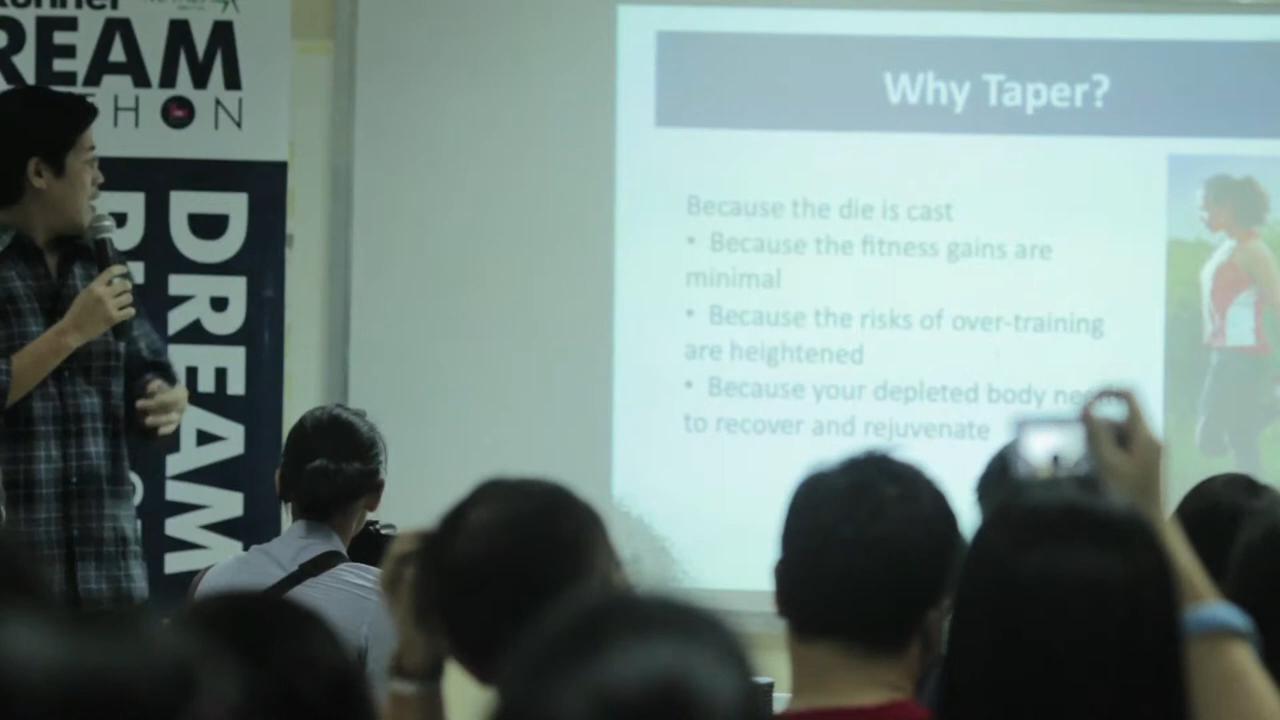 REAM
H N
DREAM
Why Taper?
Because the die is cast
• Because the fitness gains are
minimal
• Because the risks of over-training
are heightened
• Because your depleted body
to recover and rejuvenate